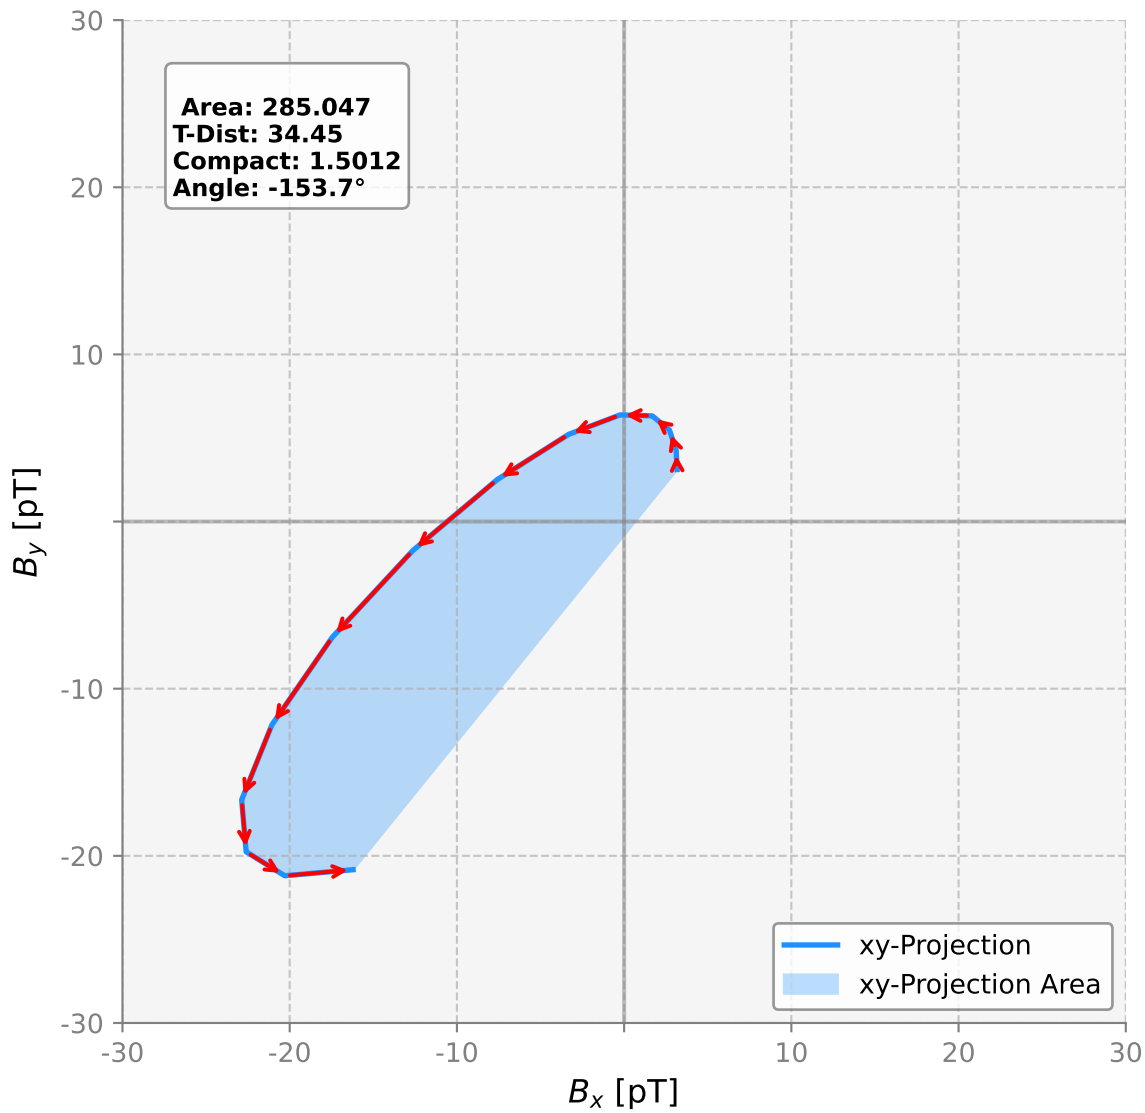 30
Area: 285.047
T-Dist: 34.45
Compact: 1.5012
Angle: -153.7°
20
10
B_y [pT]
-10
-20
xy-Projection
xy-Projection Area
-30
-30 -20 -10 10 20 30
B_x [pT]